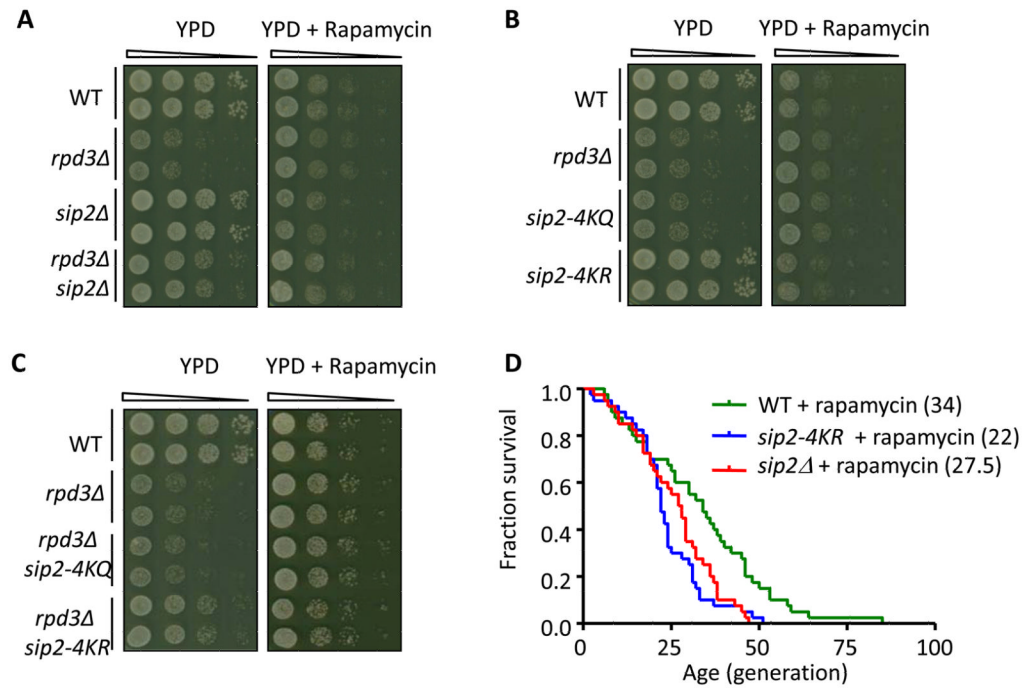 A
YPD
YPD + Rapamycin
WT
rpd3Δ
sip2Δ
rpd3Δ
sip2Δ
B
YPD
YPD + Rapamycin
WT
rpd3Δ
sip2-4KQ
sip2-4KR
C
YPD
YPD + Rapamycin
WT
rpd3Δ
rpd3Δ
sip2-4KQ
rpd3Δ
sip2-4KR
D
WT + rapamycin (34)
sip2-4KR + rapamycin (22)
sip2Δ + rapamycin (27.5)
Fraction survival
1.0
0.8
0.6
0.4
0.2
0.0
0 25 50 75 100
Age (generation)